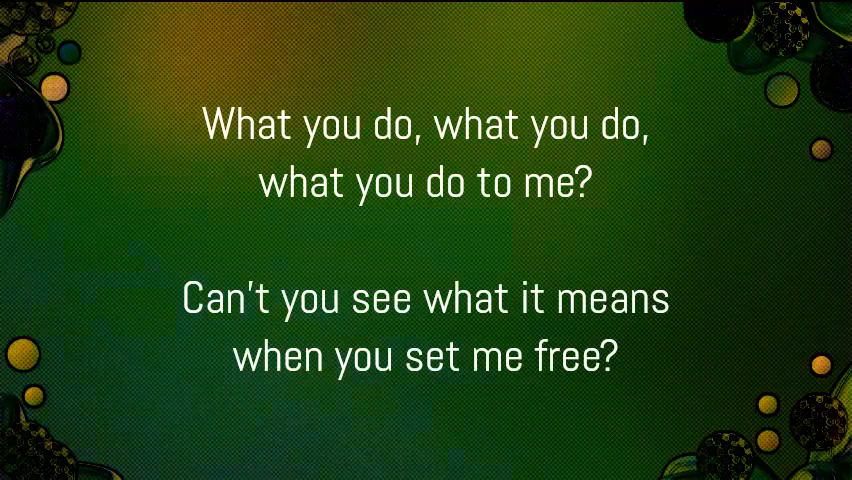 What you do, what you do,
what you do to me?
Can't you see what it means
when you set me free?